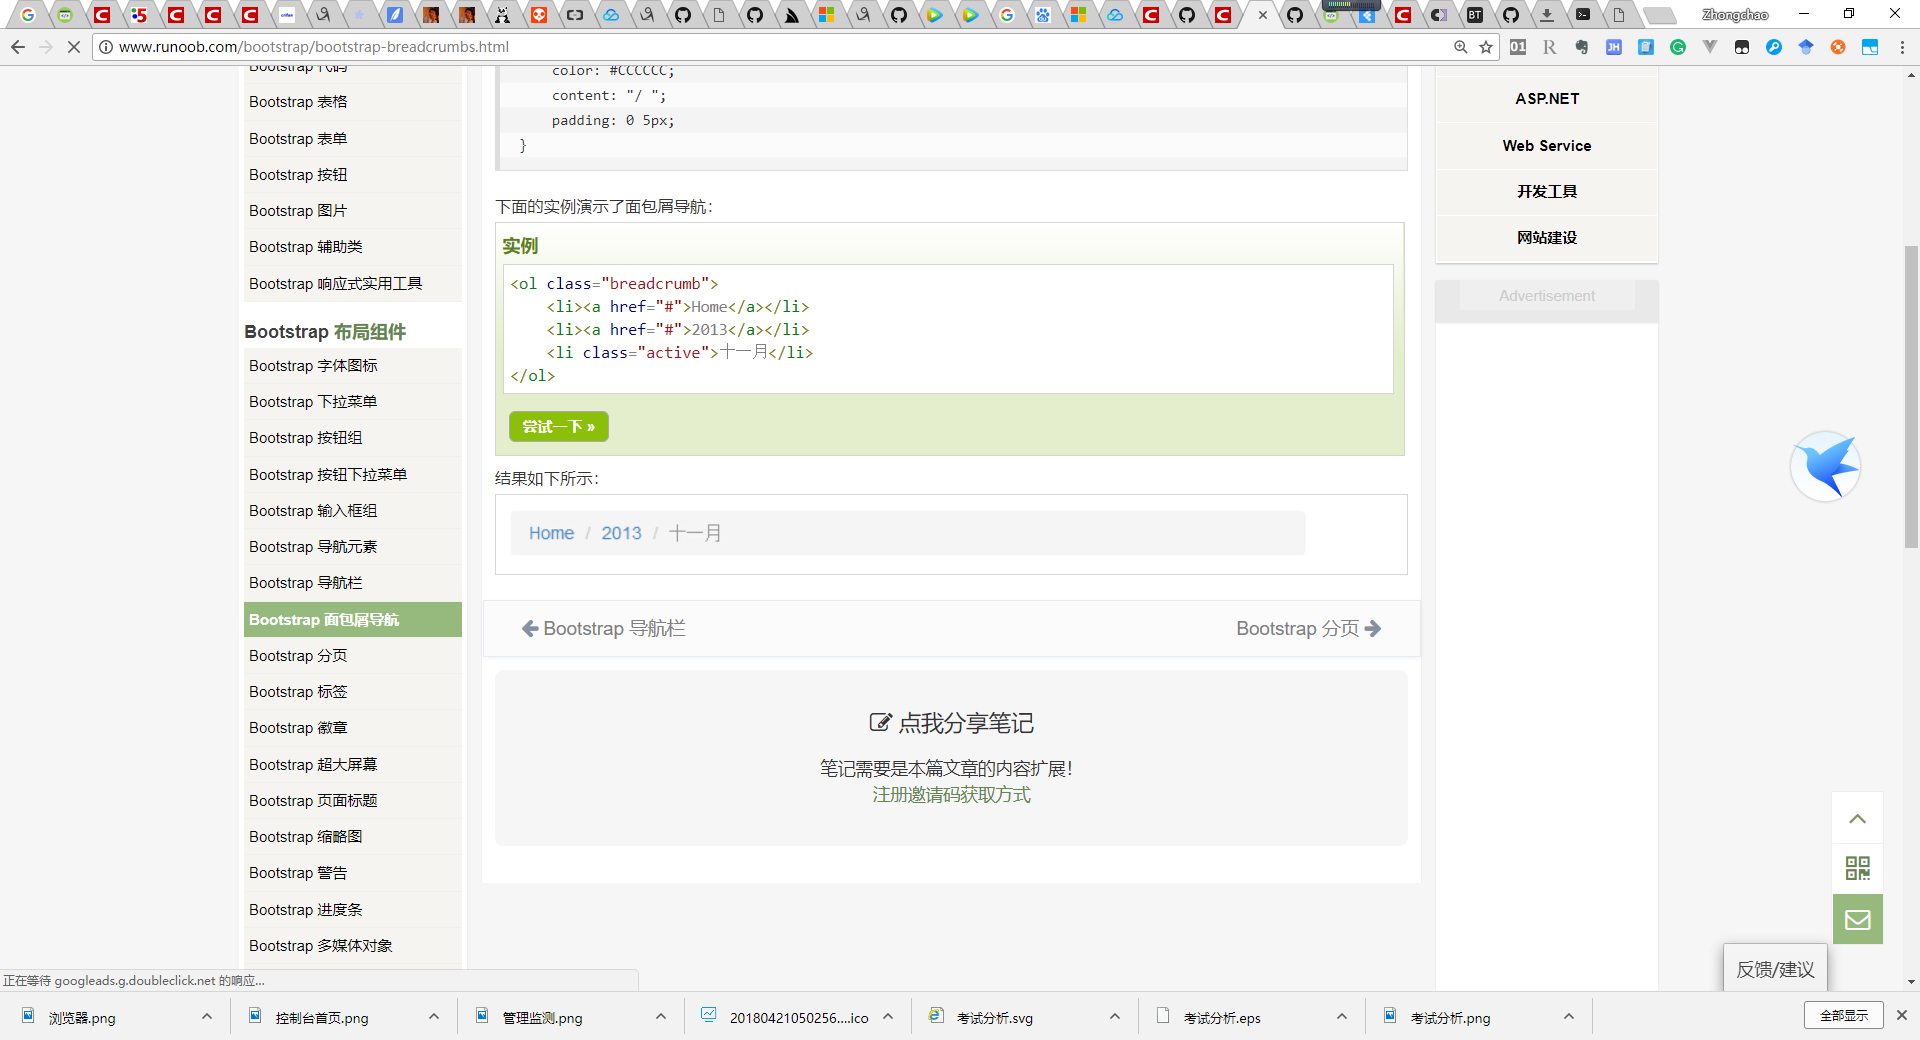 Zhongchao
www.runoob.com/bootstrap/bootstrap-breadcrumbs.html
Bootstrap 代码
Bootstrap 表格
Bootstrap 表单
Bootstrap 按钮
Bootstrap 图片
Bootstrap 辅助类
Bootstrap 响应式实用工具
Bootstrap 布局组件
Bootstrap 字体图标
Bootstrap 下拉菜单
Bootstrap 按钮组
Bootstrap 按钮下拉菜单
Bootstrap 输入框组
Bootstrap 导航元素
Bootstrap 导航栏
Bootstrap 面包屑导航
Bootstrap 分页
Bootstrap 标签
Bootstrap 徽章
Bootstrap 超大屏幕
Bootstrap 页面标题
Bootstrap 缩略图
Bootstrap 警告
Bootstrap 进度条
Bootstrap 多媒体对象
color: #CCCCCC;
content: "/ ";
padding: 0 5px;
}
下面的实例演示了面包屑导航：
实例
<ol class="breadcrumb">
<li><a href="#">Home</a></li>
<li><a href="#">2013</a></li>
<li class="active">十一月</li>
</ol>
尝试一下 »
结果如下所示：
Home / 2013 / 十一月
Bootstrap 导航栏
Bootstrap 分页
点我分享笔记
笔记需要是本篇文章的内容扩展！
注册邀请码获取方式
ASP.NET
Web Service
开发工具
网站建设
Advertisement
反馈/建议
正在等待 googleads.g.doubleclick.net 的响应...
浏览器.png
控制台首页.png
管理监测.png
20180421050256....ico
考试分析.svg
考试分析.eps
考试分析.png
全部显示